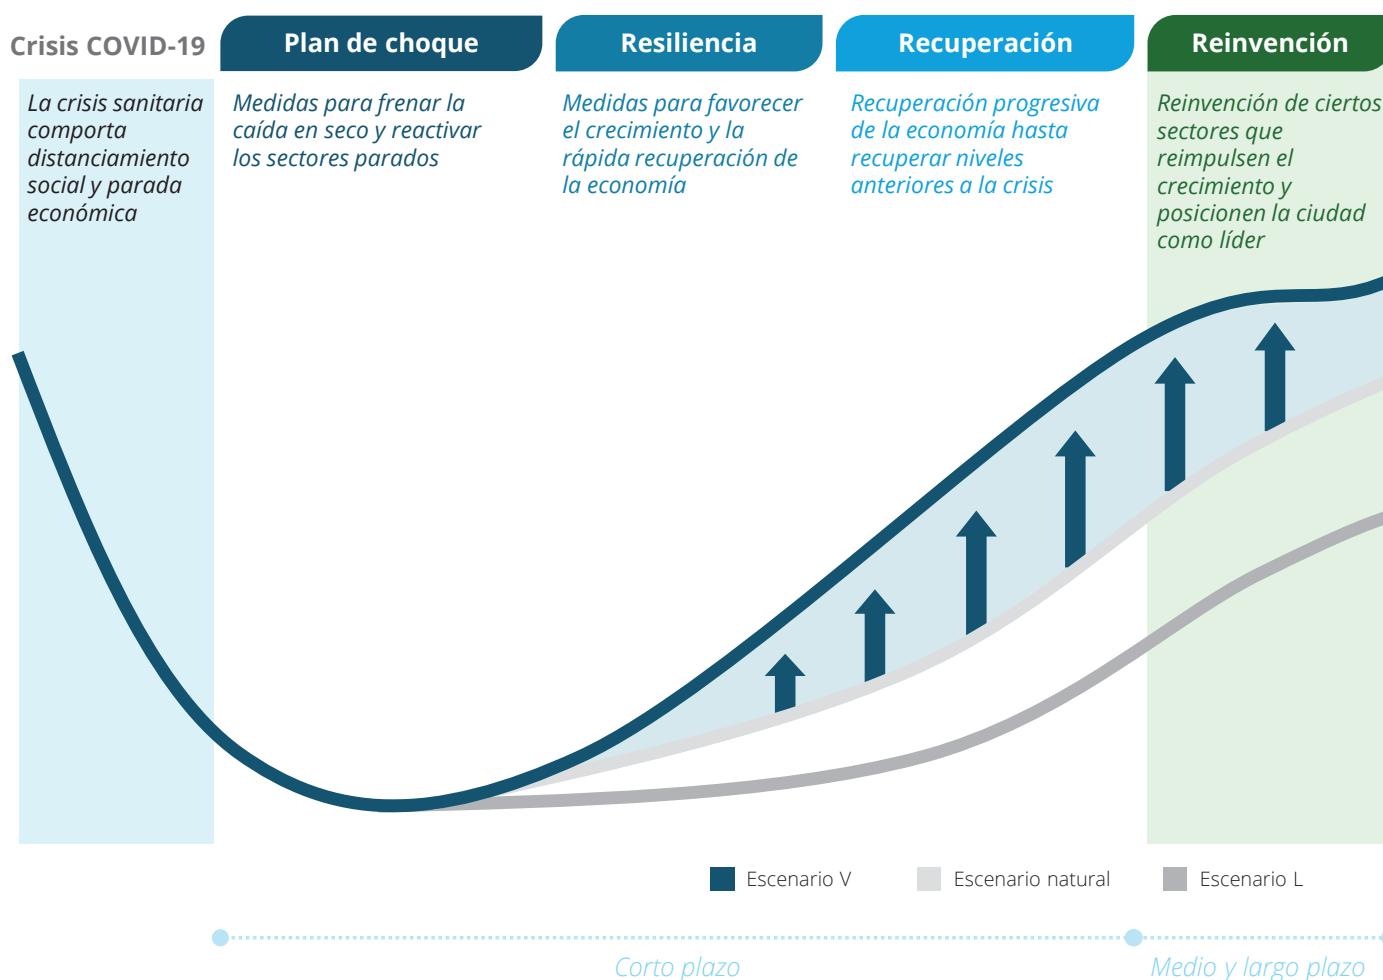 Crisis COVID-19
La crisis sanitaria
comporta
distanciamiento
social y parada
económica
Plan de choque
Medidas para frenar la
caída en seco y reactivar
los sectores parados
Resiliencia
Medidas para favorecer
el crecimiento y la
rápida recuperación de
la economía
Recuperación
Recuperación progresiva
de la economía hasta
recuperar niveles
anteriores a la crisis
Reinvención
Reinvención de ciertos
sectores que
reimpulsen el
crecimiento y
posicionen la ciudad
como líder
Escenario V
Escenario natural
Escenario L
Corto plazo
Medio y largo plazo